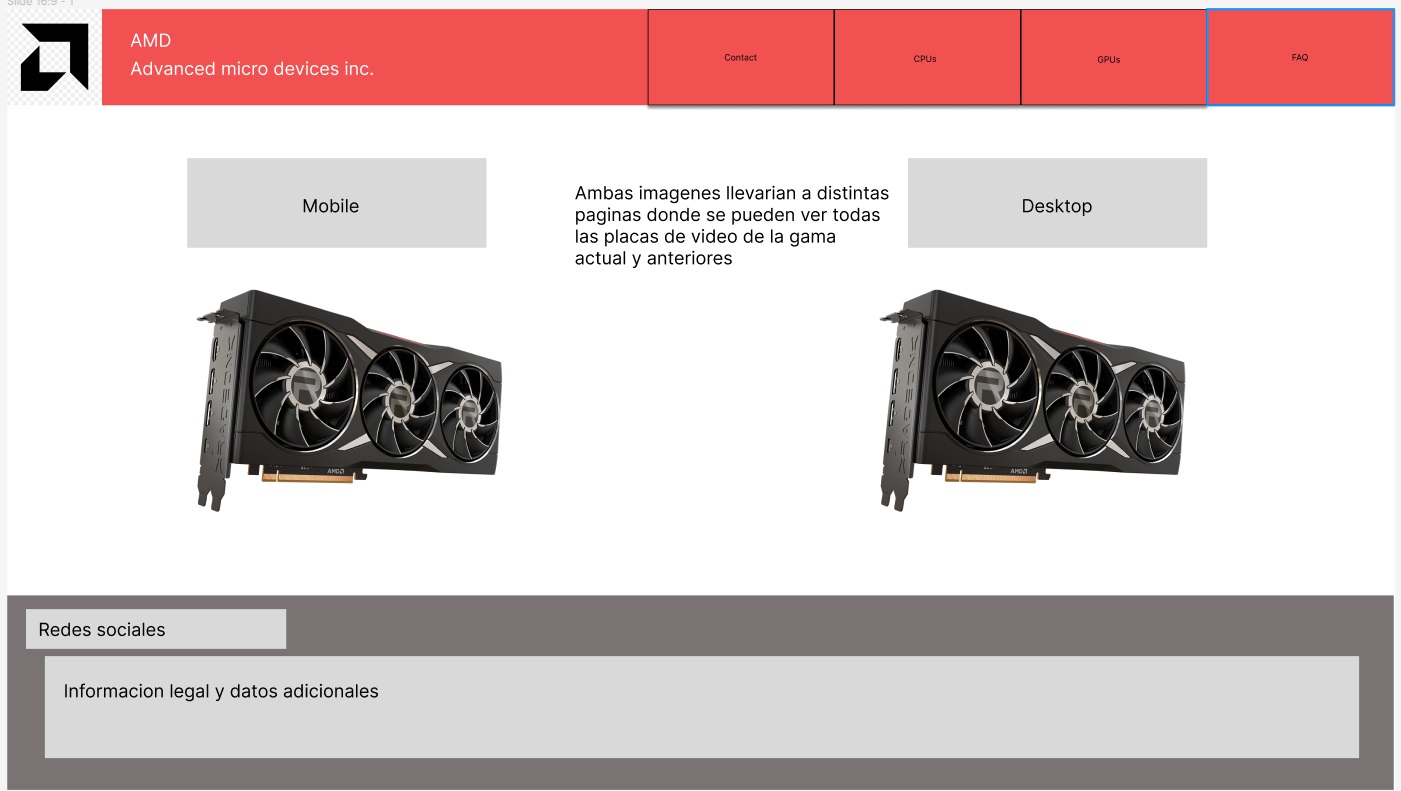 Slide 16:9 - 1
AMD
Advanced micro devices inc.
Contact
CPUs
GPUs
FAQ
Mobile
Ambas imagenes llevarian a distintas
paginas donde se pueden ver todas
las placas de video de la gama
actual y anteriores
Desktop
RADEON
R
R
R
AMD
RADEON
R
R
R
AMD
Redes sociales
Informacion legal y datos adicionales